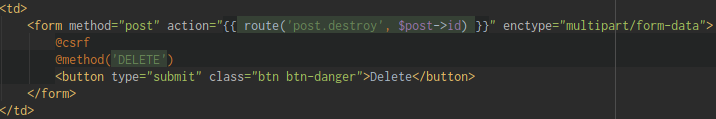 <td>
<form method="post" action="{{ route('post.destroy', $post->id) }}" enctype="multipart/form-data">
@csrf
@method('DELETE')
<button type="submit" class="btn btn-danger">Delete</button>
</form>
</td>